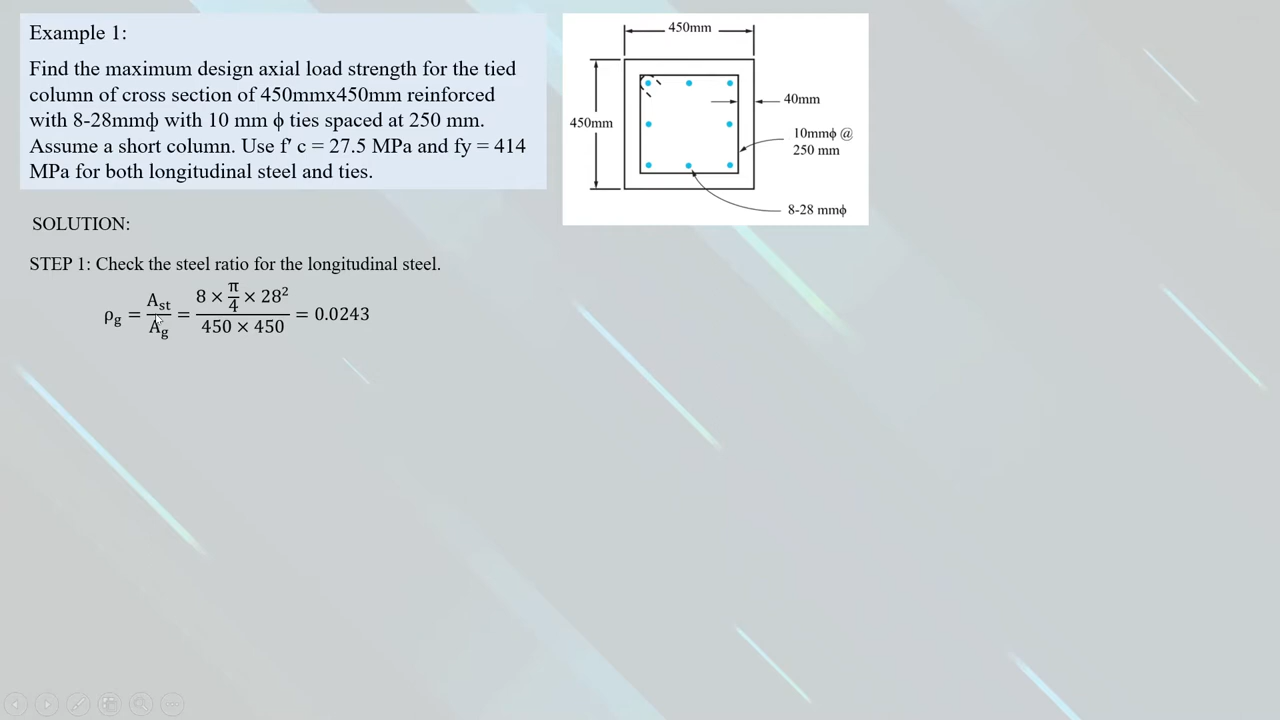 Example 1:
Find the maximum design axial load strength for the tied
column of cross section of 450mmx450mm reinforced
with 8-28mmϕ with 10 mm ϕ ties spaced at 250 mm.
Assume a short column. Use f′ c = 27.5 MPa and fy = 414
MPa for both longitudinal steel and ties.
450mm
450mm
40mm
10mmϕ @
250 mm
8-28 mmϕ
SOLUTION:
STEP 1: Check the steel ratio for the longitudinal steel.
ρg = Ast/Ag = (8 × π/4 × 28²)/(450 × 450) = 0.0243